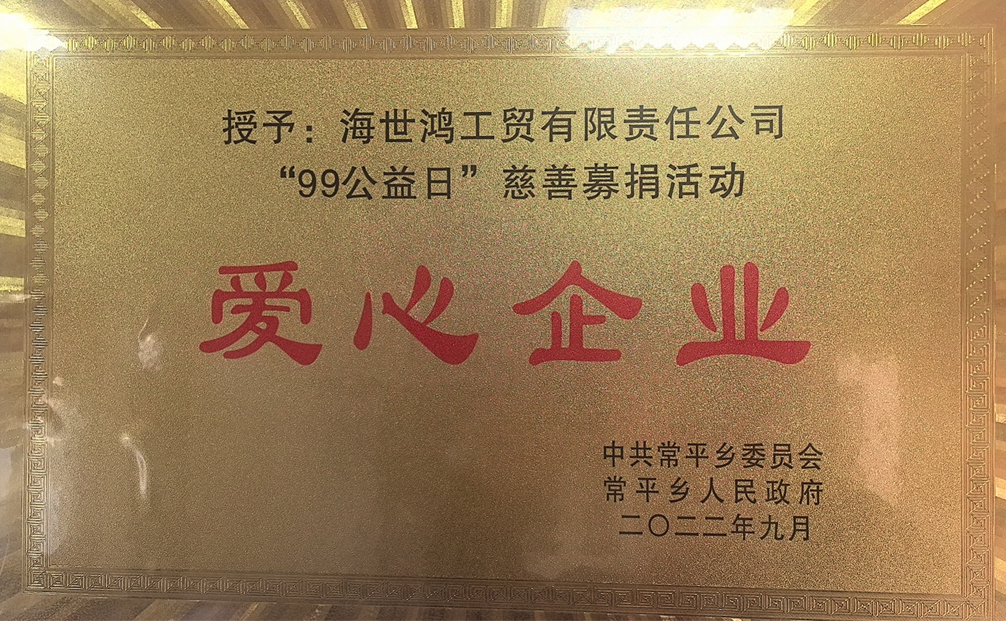 授予：海世鸿工贸有限责任公司
“99公益日”慈善募捐活动
爱心企业
中共常平乡委员会
常平乡人民政府
二〇二二年九月